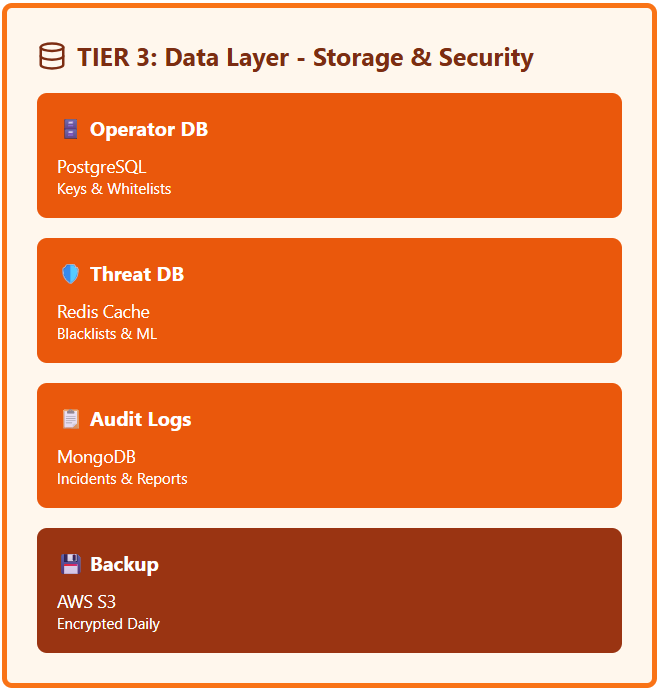 TIER 3: Data Layer - Storage & Security
Operator DB
PostgreSQL
Keys & Whitelists
Threat DB
Redis Cache
Blacklists & ML
Audit Logs
MongoDB
Incidents & Reports
Backup
AWS S3
Encrypted Daily